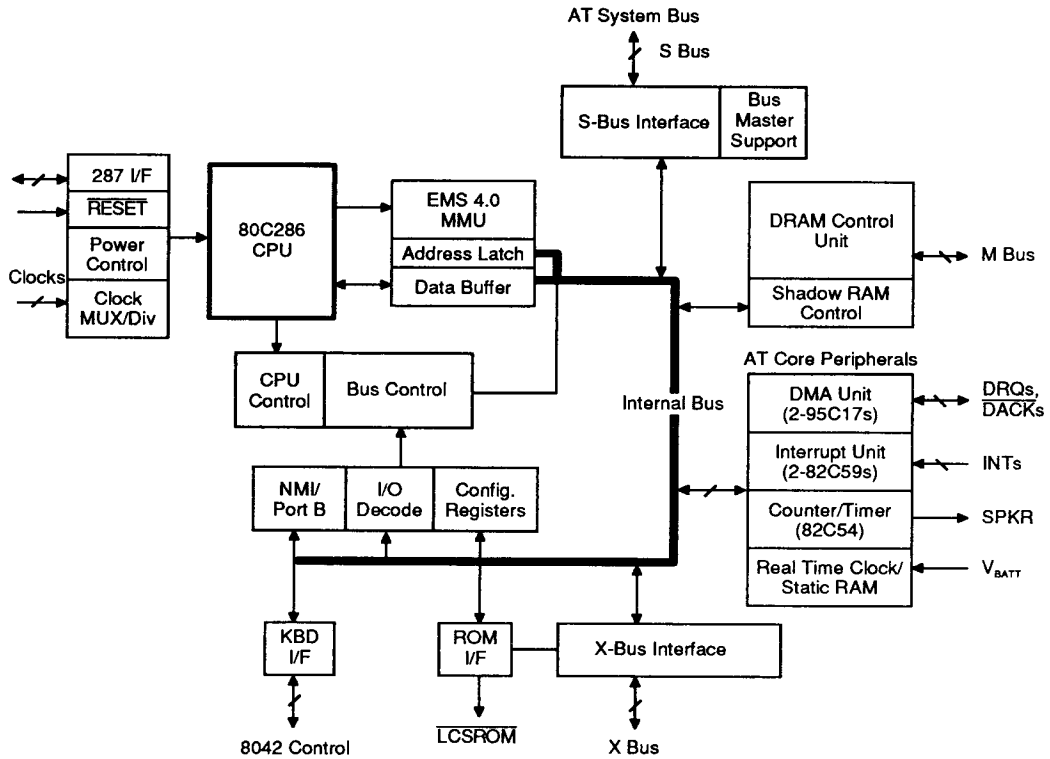 AT System Bus
S Bus
S-Bus Interface
Bus
Master
Support
287 I/F
RESET
Power
Control
Clocks
Clock
MUX/Div
80C286
CPU
EMS 4.0
MMU
Address Latch
Data Buffer
DRAM Control
Unit
M Bus
Shadow RAM
Control
CPU
Control
Bus Control
Internal Bus
AT Core Peripherals
DMA Unit
(2-95C17s)
DRQs,
DACKs
Interrupt Unit
(2-82C59s)
INTs
Counter/Timer
(82C54)
SPKR
Real Time Clock/
Static RAM
VBATT
NMI/
Port B
I/O
Decode
Config.
Registers
KBD
I/F
ROM
I/F
X-Bus Interface
8042 Control
LCSROM
X Bus